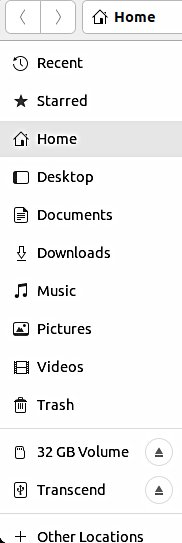 Home
Recent
Starred
Home
Desktop
Documents
Downloads
Music
Pictures
Videos
Trash
32 GB Volume
Transcend
+ Other Locations